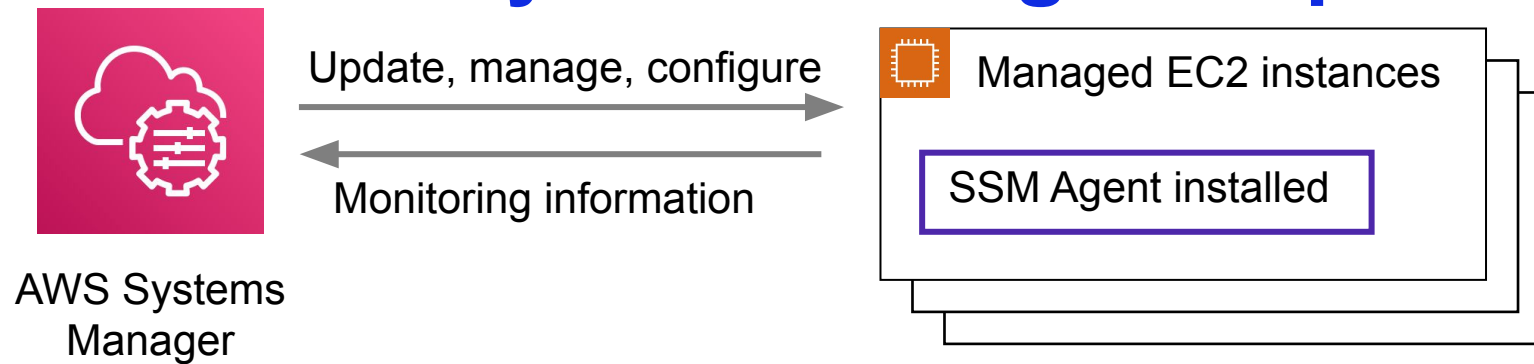 Update, manage, configure
Managed EC2 instances
SSM Agent installed
Monitoring information
AWS Systems
Manager